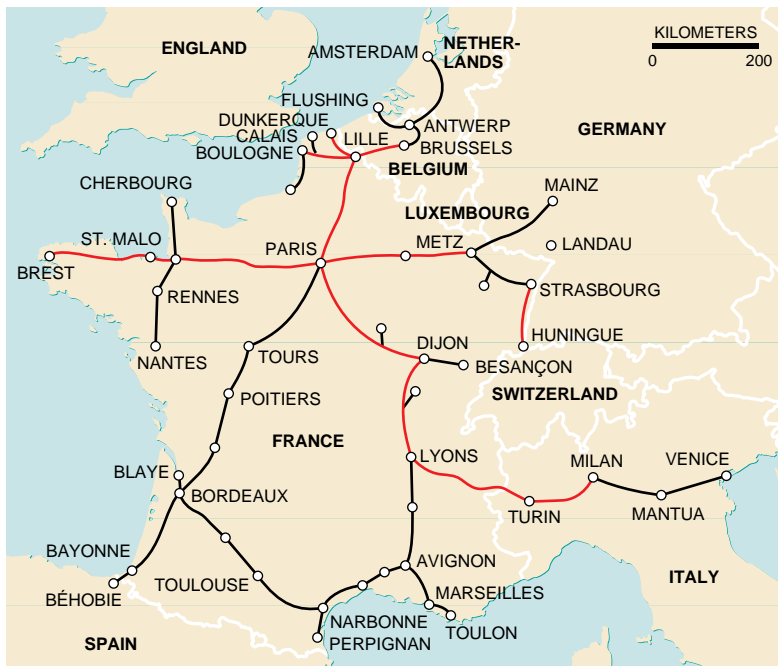 ENGLAND
NETHER-
LANDS
KILOMETERS
0 200
AMSTERDAM
FLUSHING
DUNKERQUE
CALAIS
LILLE
ANTWERP
BOULOGNE
BRUSSELS
GERMANY
BELGIUM
CHERBOURG
MAINZ
LUXEMBOURG
ST. MALO
PARIS
METZ
LANDAU
BREST
RENNES
STRASBOURG
HUNINGUE
NANTES
TOURS
DIJON
BESANÇON
SWITZERLAND
POITIERS
FRANCE
LYONS
MILAN
VENICE
BLAYE
BORDEAUX
TURIN
MANTUA
BAYONNE
AVIGNON
TOULOUSE
MARSEILLES
ITALY
BÉHOBIE
NARBONNE
TOULON
SPAIN
PERPIGNAN